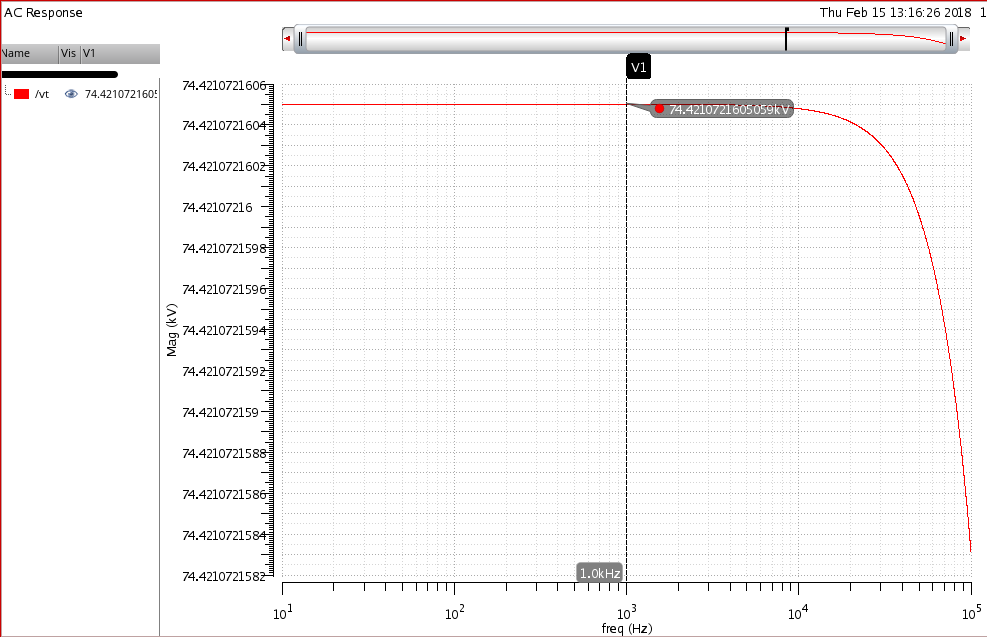 AC Response
Thu Feb 15 13:16:26 2018 1
Name Vis V1
/vt 74.4210721605
V1
74.4210721605059kV
74.4210721606
74.4210721604
74.4210721602
74.42107216
74.4210721598
74.4210721596
74.4210721594
74.4210721592
74.421072159
74.4210721588
74.4210721586
74.4210721584
74.4210721582
Mag (kV)
1.0kHz
10^1 10^2 10^3 10^4 10^5
freq (Hz)